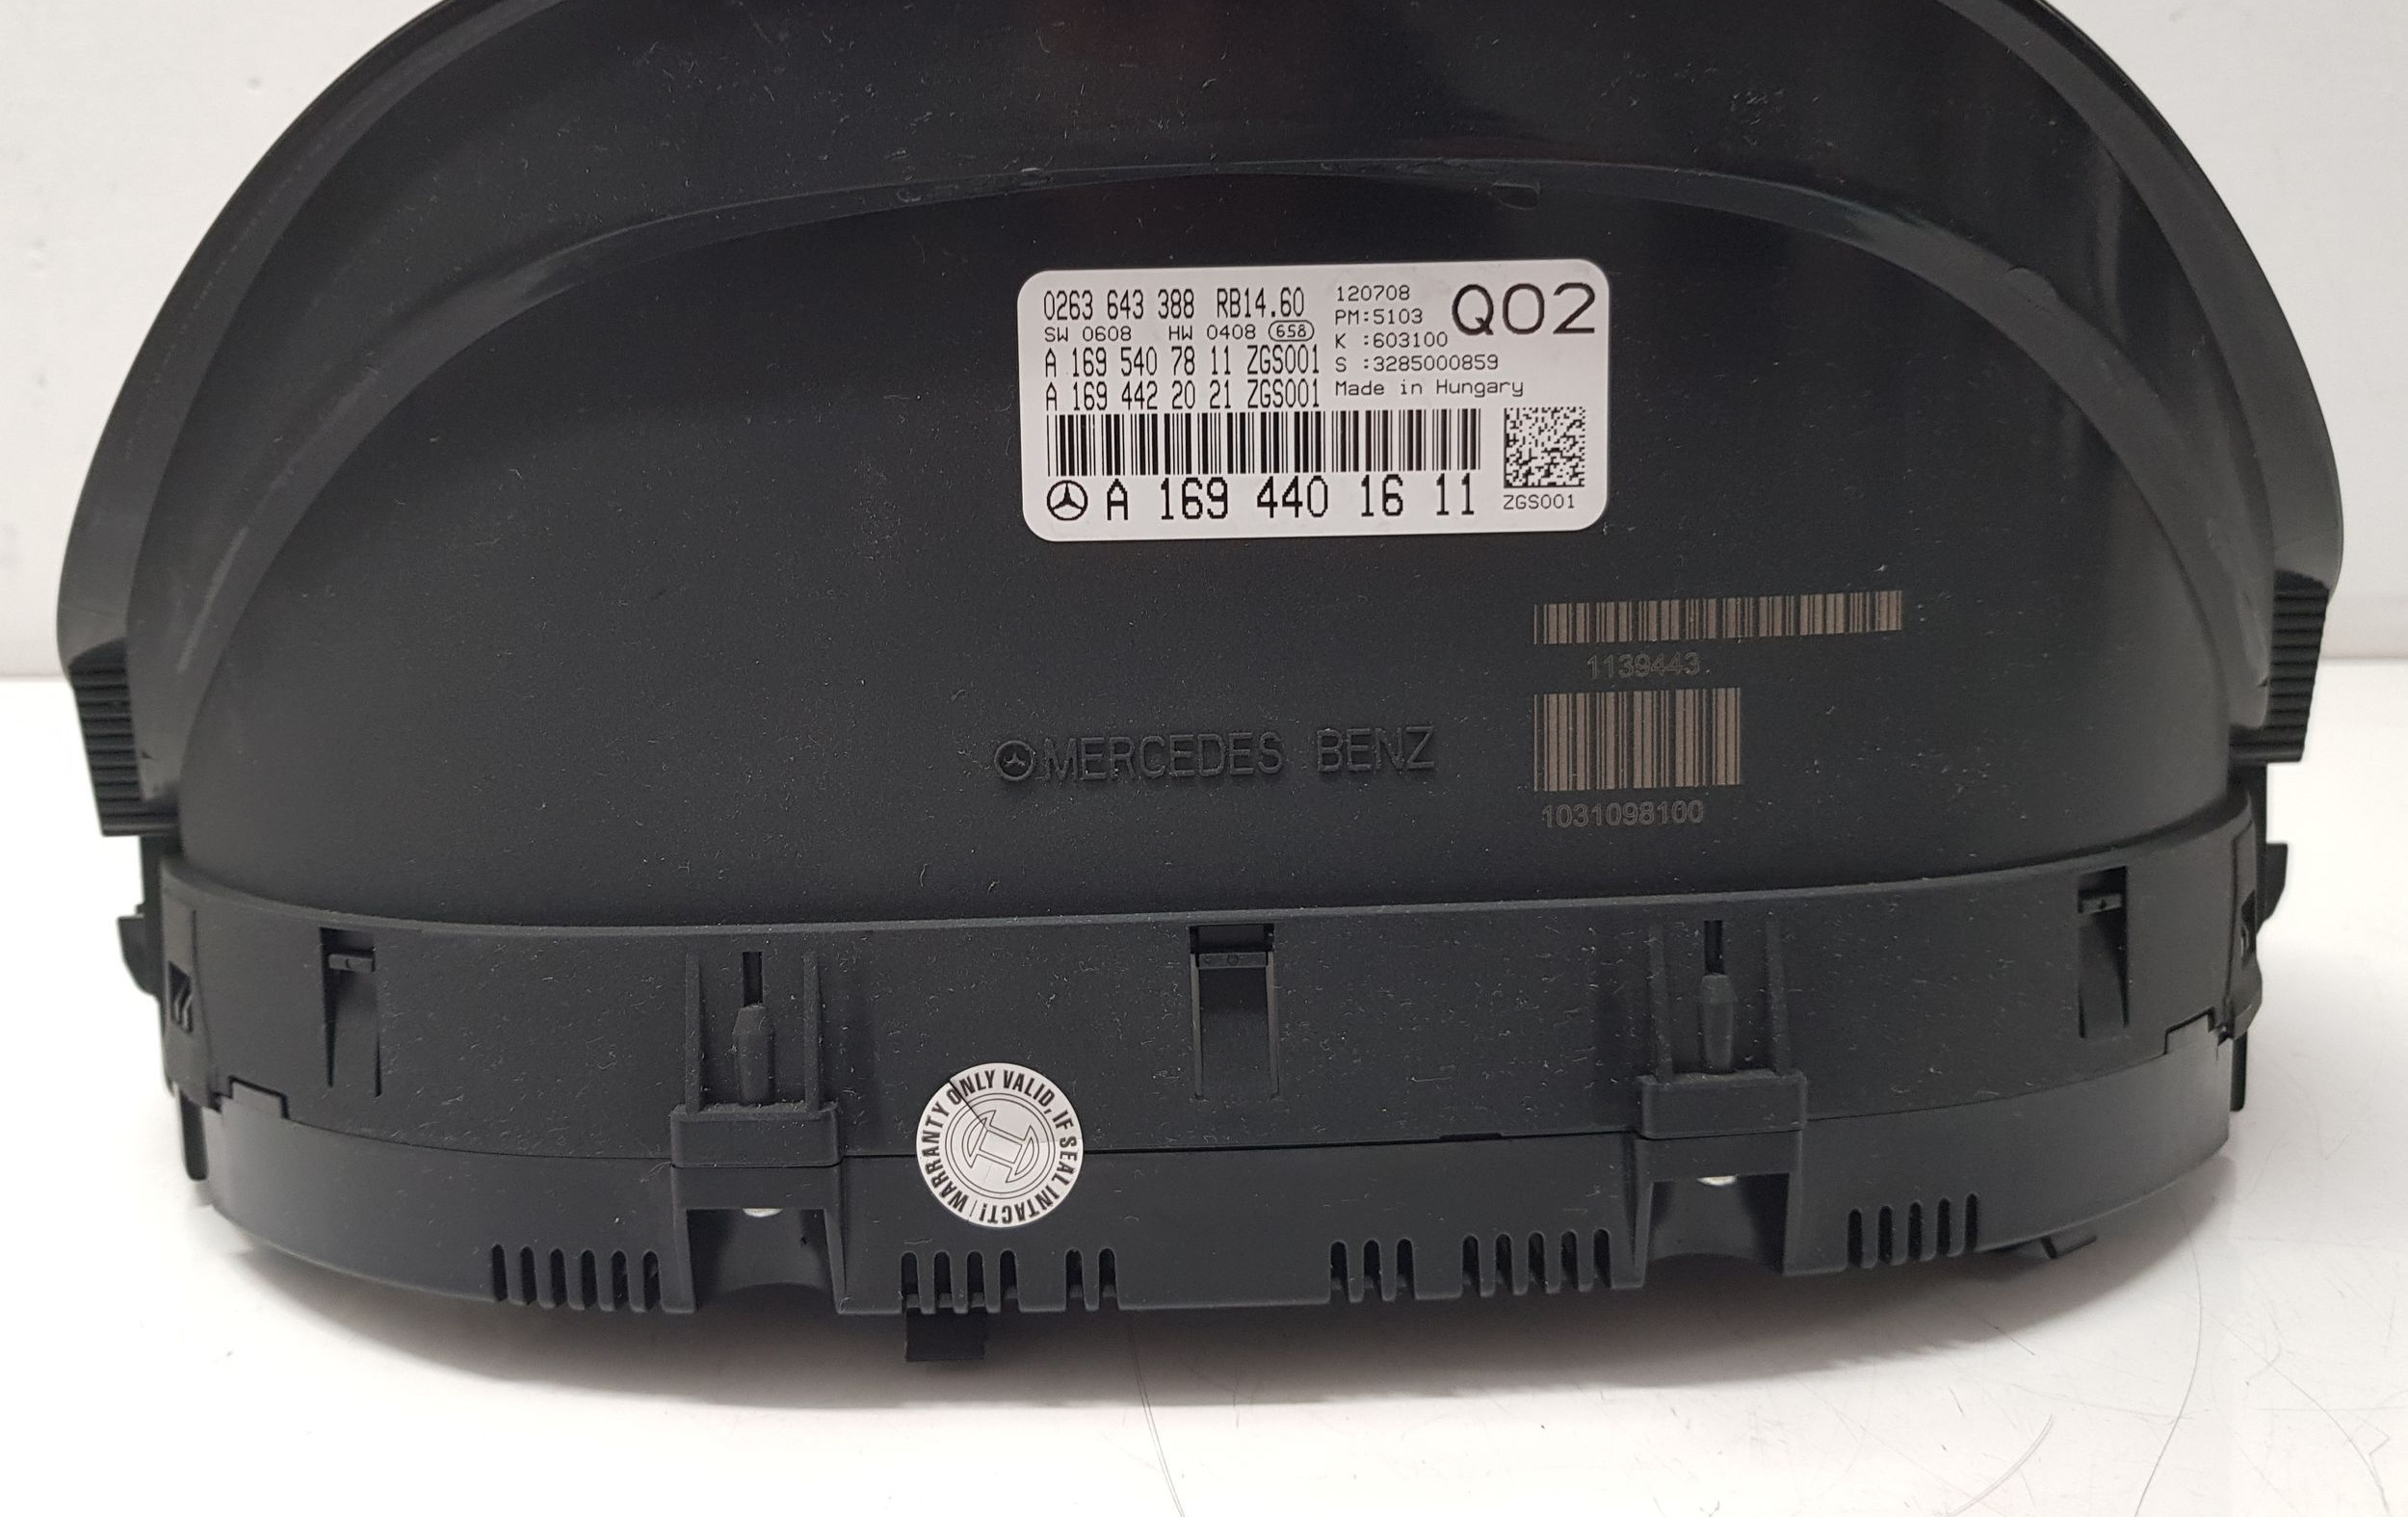 0263 643 388 RB14.60
SW 0608 HW 0408 658
A 169 540 78 11 ZGS001
A 169 442 20 21 ZGS001
120708
PM:5103
K :603100
S :3285000859
Made in Hungary
Q02
A 169 440 16 11
ZGS001
1139443
1031098100
MERCEDES BENZ
WARRANTY ONLY VALID, IF SEAL INTACT!